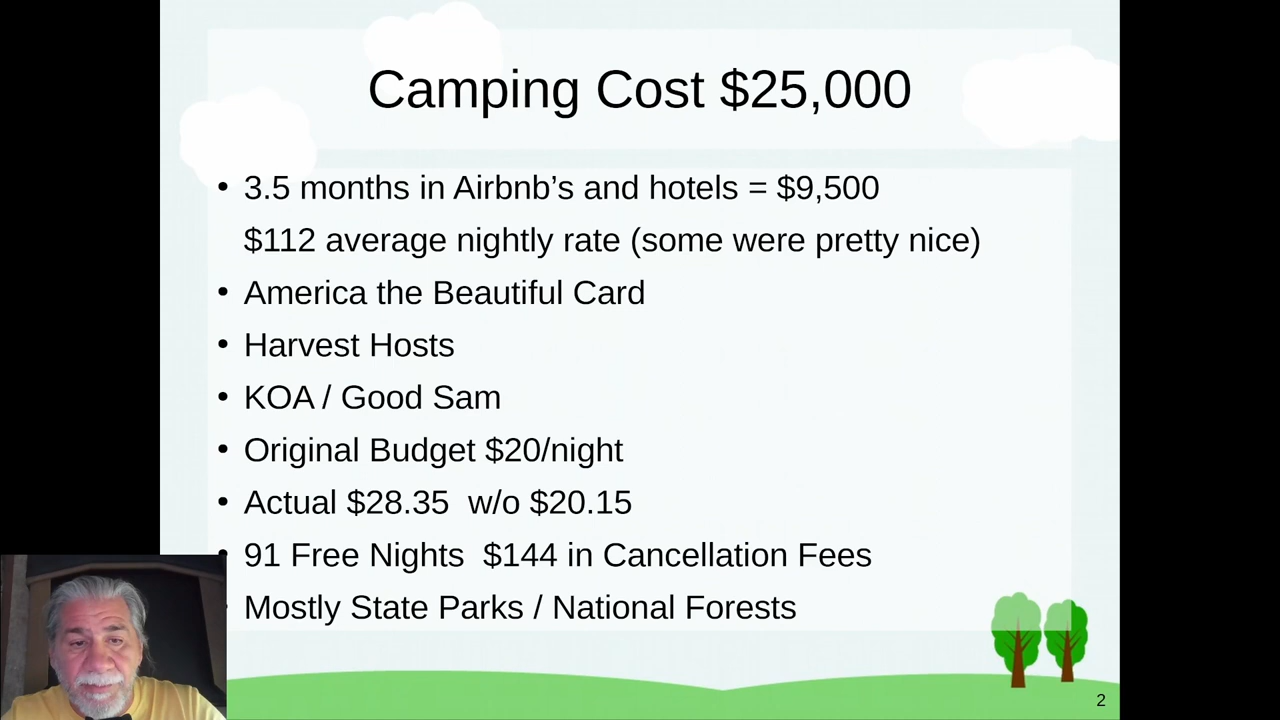 Camping Cost $25,000
• 3.5 months in Airbnb’s and hotels = $9,500
$112 average nightly rate (some were pretty nice)
• America the Beautiful Card
• Harvest Hosts
• KOA / Good Sam
• Original Budget $20/night
• Actual $28.35  w/o $20.15
• 91 Free Nights  $144 in Cancellation Fees
• Mostly State Parks / National Forests
2